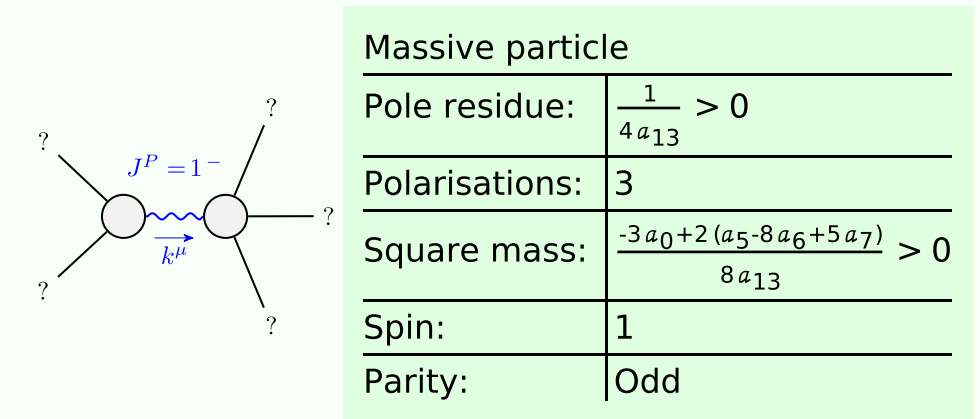 ?
?
J^P = 1^-
k^μ
?
?
?
Massive particle
Pole residue: 1/(4 a_13) > 0
Polarisations: 3
Square mass: (-3 a_0+2 (a_5-8 a_6+5 a_7))/(8 a_13) > 0
Spin: 1
Parity: Odd